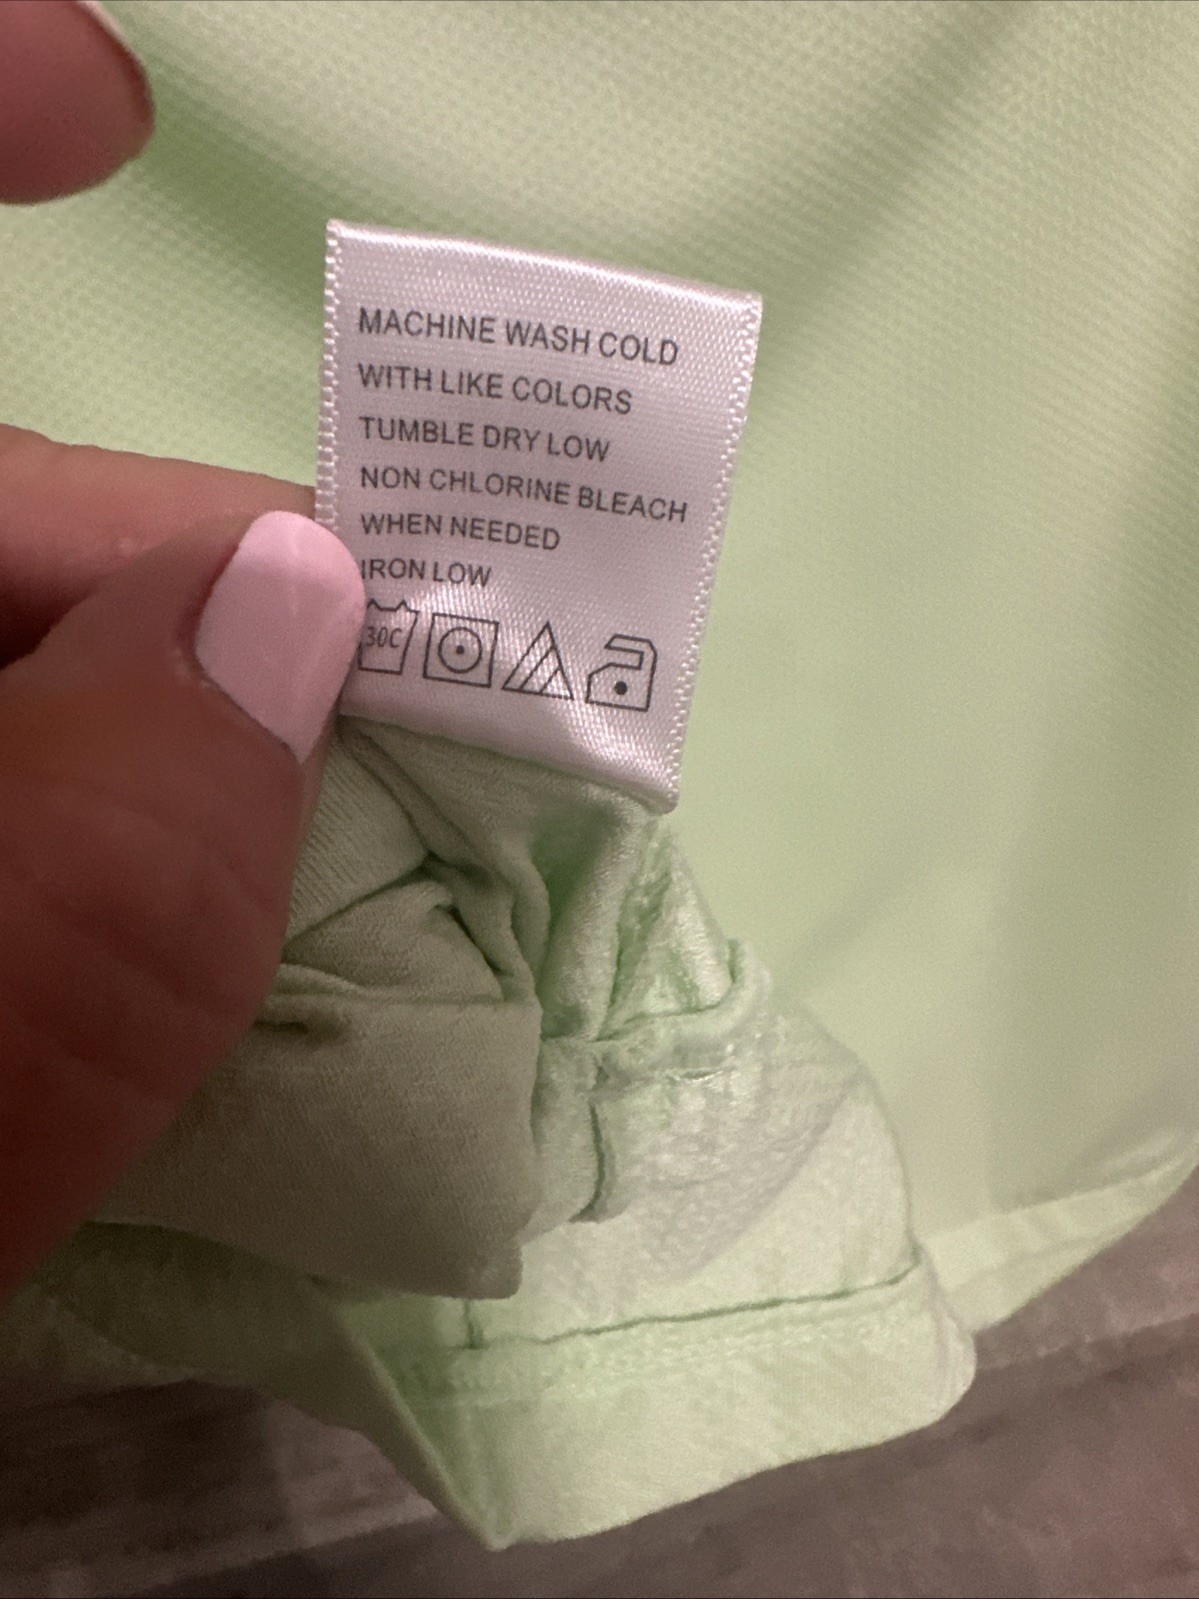 MACHINE WASH COLD
WITH LIKE COLORS
TUMBLE DRY LOW
NON CHLORINE BLEACH
WHEN NEEDED
IRON LOW
30C